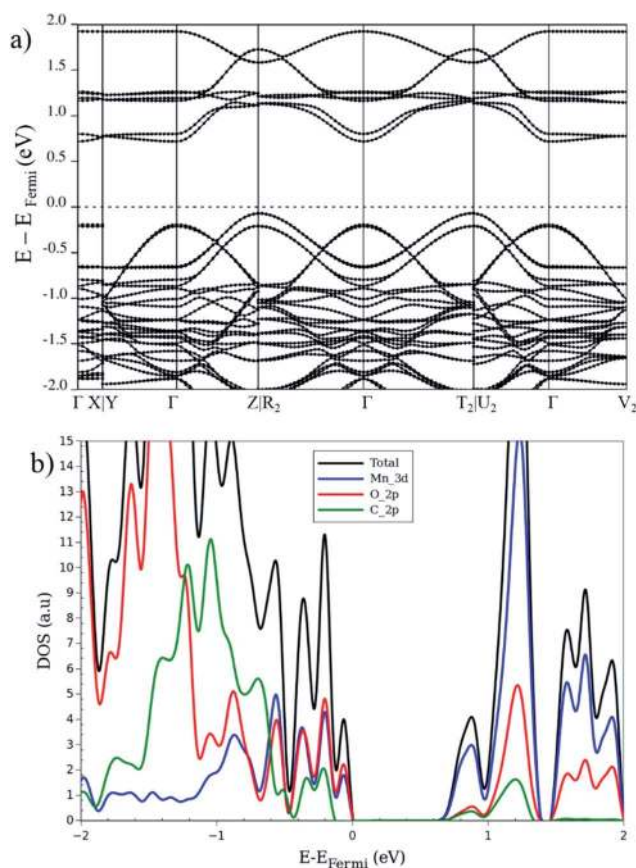 a)
E – E Fermi (eV)
2.0
1.5
1.0
0.5
0.0
-0.5
-1.0
-1.5
-2.0
Γ X|Y Γ Z|R₂ Γ T₂|U₂ Γ V₂
b)
DOS (a.u)
15
14
13
12
11
10
9
8
7
6
5
4
3
2
1
0
Total
Mn_3d
O_2p
C_2p
−2 −1 0 1 2
E-EFermi (eV)